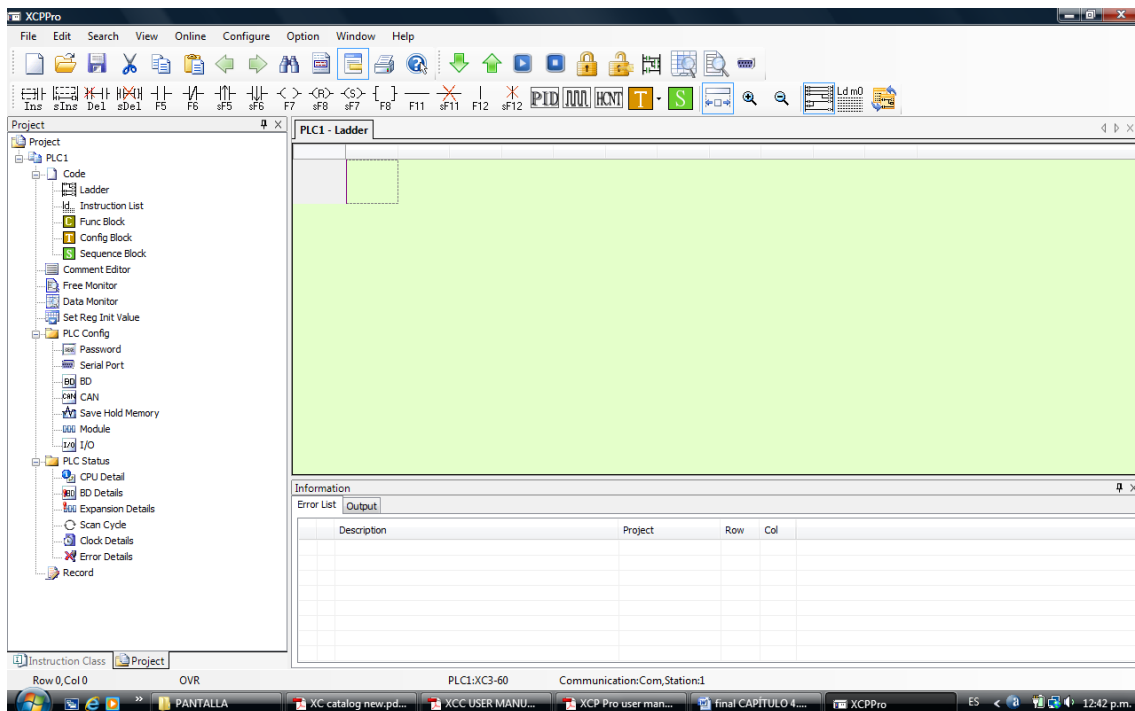 XCPPro
File Edit Search View Online Configure Option Window Help
Ins sIns Del sDel F5 F6 sF5 sF6 F7 sF8 sF7 F8 F11 sF11 F12 sF12 PID HCNT T S Ld m0
Project
PLC1 - Ladder
Project
PLC1
Code
Ladder
Instruction List
Func Block
Config Block
Sequence Block
Comment Editor
Free Monitor
Data Monitor
Set Reg Init Value
PLC Config
Password
Serial Port
BD BD
CAN CAN
Save Hold Memory
Module
I/O I/O
PLC Status
CPU Detail
BD Details
Expansion Details
Scan Cycle
Clock Details
Error Details
Record
Information
Error List Output
Description Project Row Col
Instruction Class Project
Row 0,Col 0 OVR PLC1:XC3-60 Communication:Com,Station:1
PANTALLA XC catalog new.pd... XCC USER MANU... XCP Pro user man... final CAPÍTULO 4.... XCPPro ES 12:42 p.m.